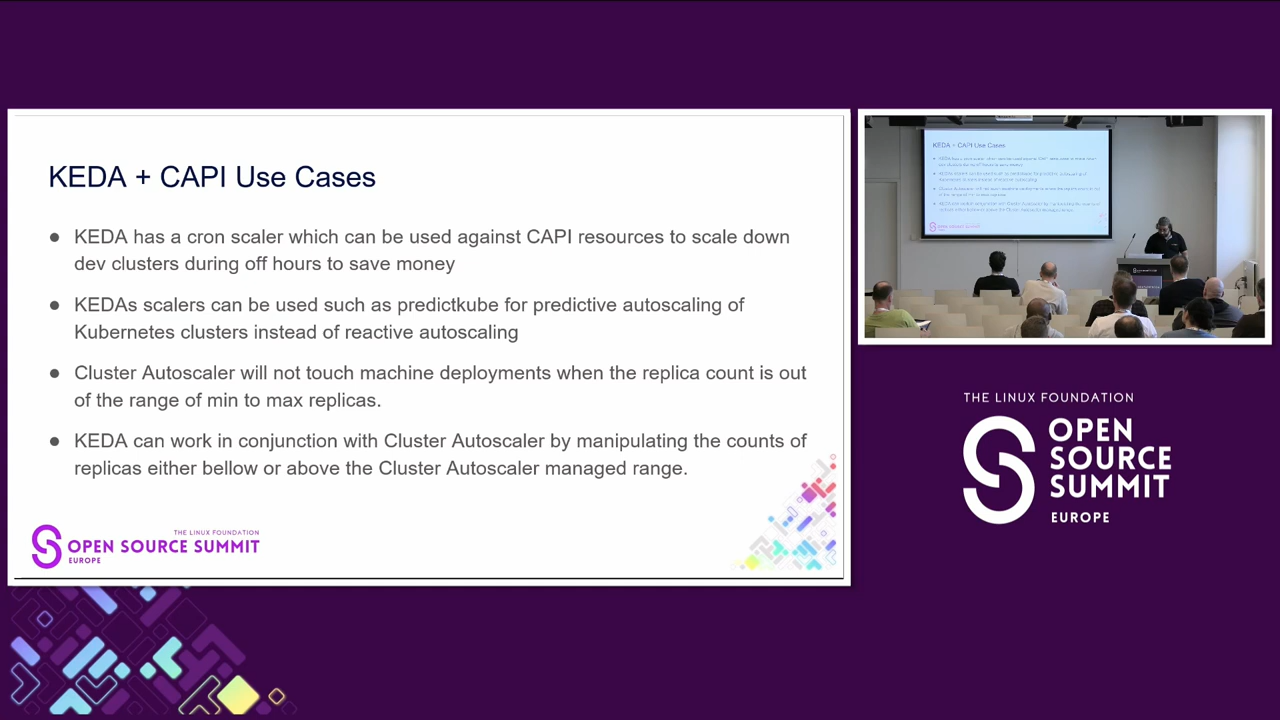 KEDA + CAPI Use Cases
● KEDA has a cron scaler which can be used against CAPI resources to scale down
dev clusters during off hours to save money
● KEDAs scalers can be used such as predictkube for predictive autoscaling of
Kubernetes clusters instead of reactive autoscaling
● Cluster Autoscaler will not touch machine deployments when the replica count is out
of the range of min to max replicas.
● KEDA can work in conjunction with Cluster Autoscaler by manipulating the counts of
replicas either bellow or above the Cluster Autoscaler managed range.
THE LINUX FOUNDATION
OPEN SOURCE SUMMIT
EUROPE
KEDA + CAPI Use Cases
THE LINUX FOUNDATION
OPEN
SOURCE
SUMMIT
EUROPE